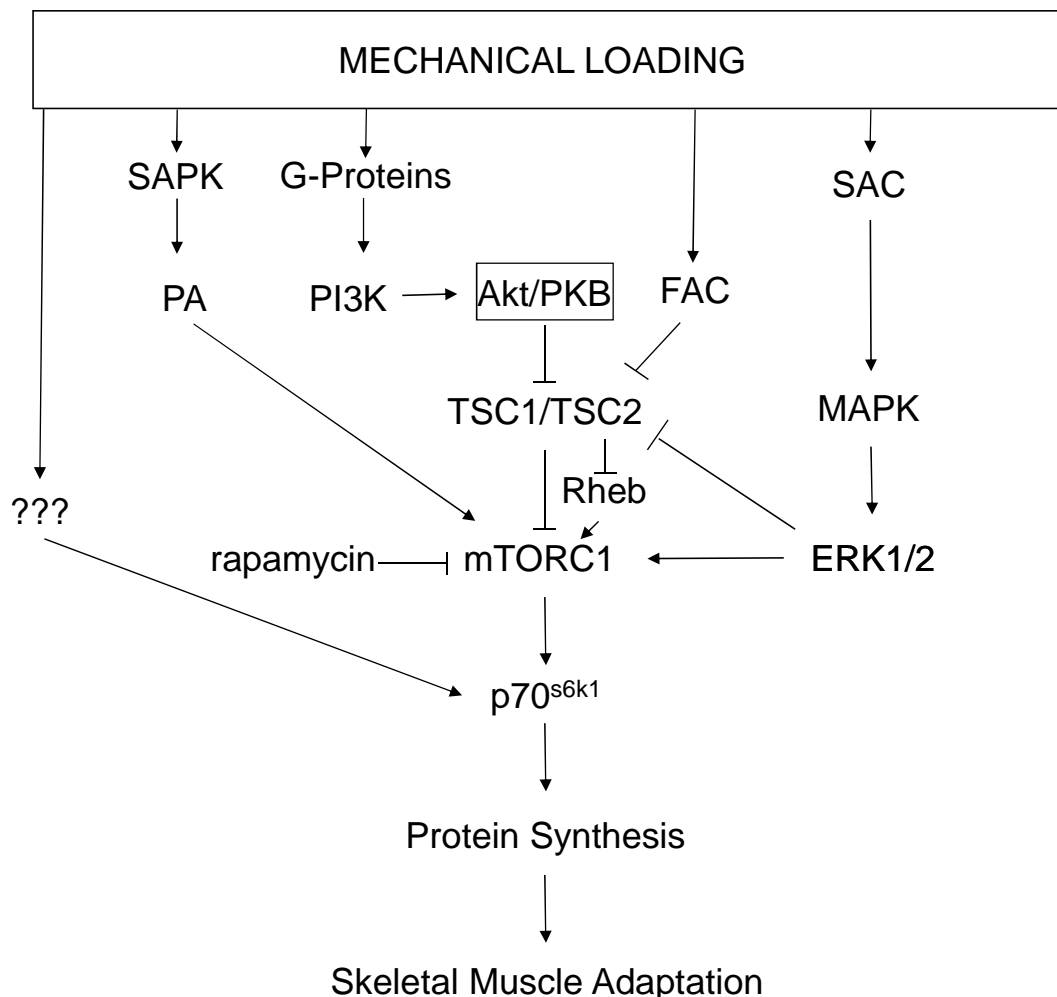 MECHANICAL LOADING
SAPK
G-Proteins
SAC
PA
PI3K
Akt/PKB
FAC
TSC1/TSC2
MAPK
Rheb
???
rapamycin
mTORC1
ERK1/2
p70s6k1
Protein Synthesis
Skeletal Muscle Adaptation